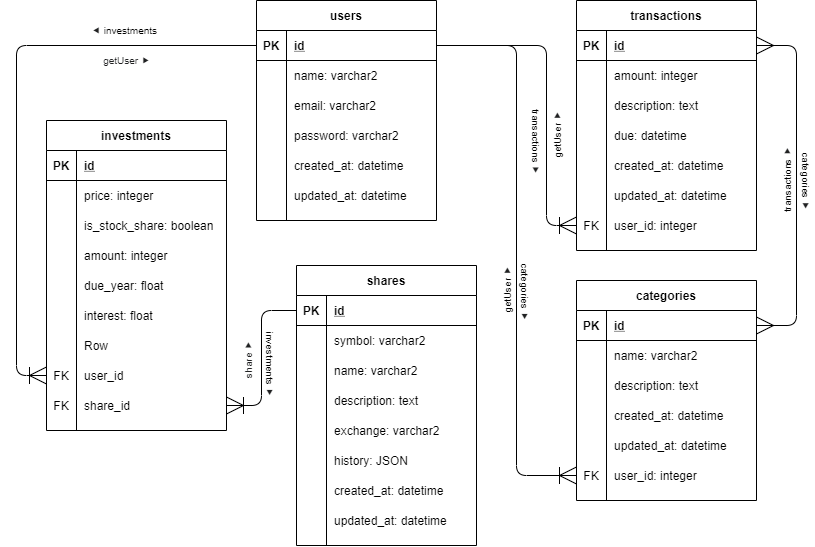 users
PK id
name: varchar2
email: varchar2
password: varchar2
created_at: datetime
updated_at: datetime
◀ investments
getUser ▶
investments
PK id
price: integer
is_stock_share: boolean
amount: integer
due_year: float
interest: float
Row
FK user_id
FK share_id
share ▶
investments ▶
shares
PK id
symbol: varchar2
name: varchar2
description: text
exchange: varchar2
history: JSON
created_at: datetime
updated_at: datetime
transactions ▶
getUser ▶
getUser ▶
categories ▶
transactions
PK id
amount: integer
description: text
due: datetime
created_at: datetime
updated_at: datetime
FK user_id: integer
transactions ▶
categories ▶
categories
PK id
name: varchar2
description: text
created_at: datetime
updated_at: datetime
FK user_id: integer